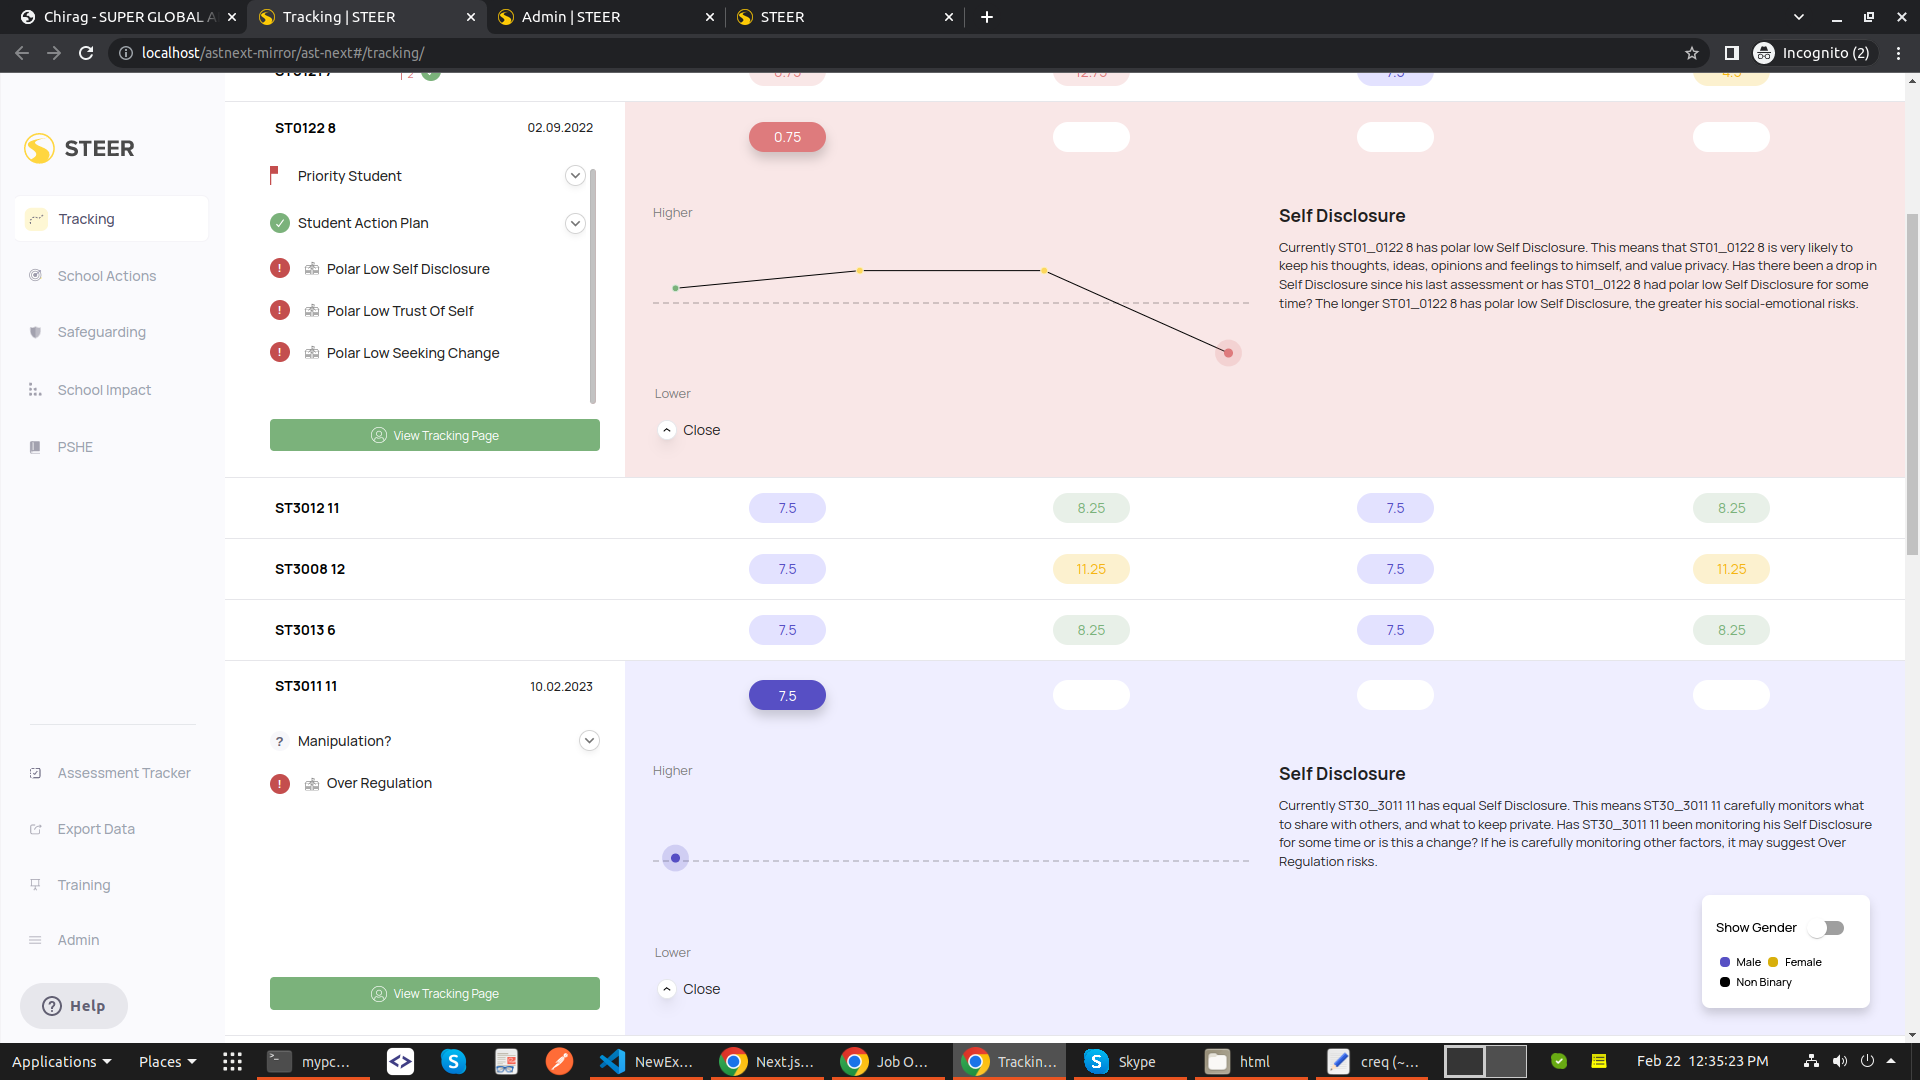 Chirag - SUPER GLOBAL A
Tracking | STEER
Admin | STEER
STEER
localhost/astnext-mirror/ast-next#/tracking/
Incognito (2)
2
0.75
12.75
7.5
4.5
STEER
Tracking
School Actions
Safeguarding
School Impact
PSHE
Assessment Tracker
Export Data
Training
Admin
Help
ST0122 8
02.09.2022
Priority Student
Student Action Plan
Polar Low Self Disclosure
Polar Low Trust Of Self
Polar Low Seeking Change
View Tracking Page
0.75
Higher
Lower
Close
Self Disclosure
Currently ST01_0122 8 has polar low Self Disclosure. This means that ST01_0122 8 is very likely to
keep his thoughts, ideas, opinions and feelings to himself, and value privacy. Has there been a drop in
Self Disclosure since his last assessment or has ST01_0122 8 had polar low Self Disclosure for some
time? The longer ST01_0122 8 has polar low Self Disclosure, the greater his social-emotional risks.
ST3012 11 7.5 8.25 7.5 8.25
ST3008 12 7.5 11.25 7.5 11.25
ST3013 6 7.5 8.25 7.5 8.25
ST3011 11
10.02.2023
? Manipulation?
Over Regulation
View Tracking Page
7.5
Higher
Lower
Close
Self Disclosure
Currently ST30_3011 11 has equal Self Disclosure. This means ST30_3011 11 carefully monitors what
to share with others, and what to keep private. Has ST30_3011 11 been monitoring his Self Disclosure
for some time or is this a change? If he is carefully monitoring other factors, it may suggest Over
Regulation risks.
Show Gender
Male Female
Non Binary
Applications Places mypc... NewEx... Next.js... Job O... Trackin... Skype html creq (~... Feb 22 12:35:23 PM